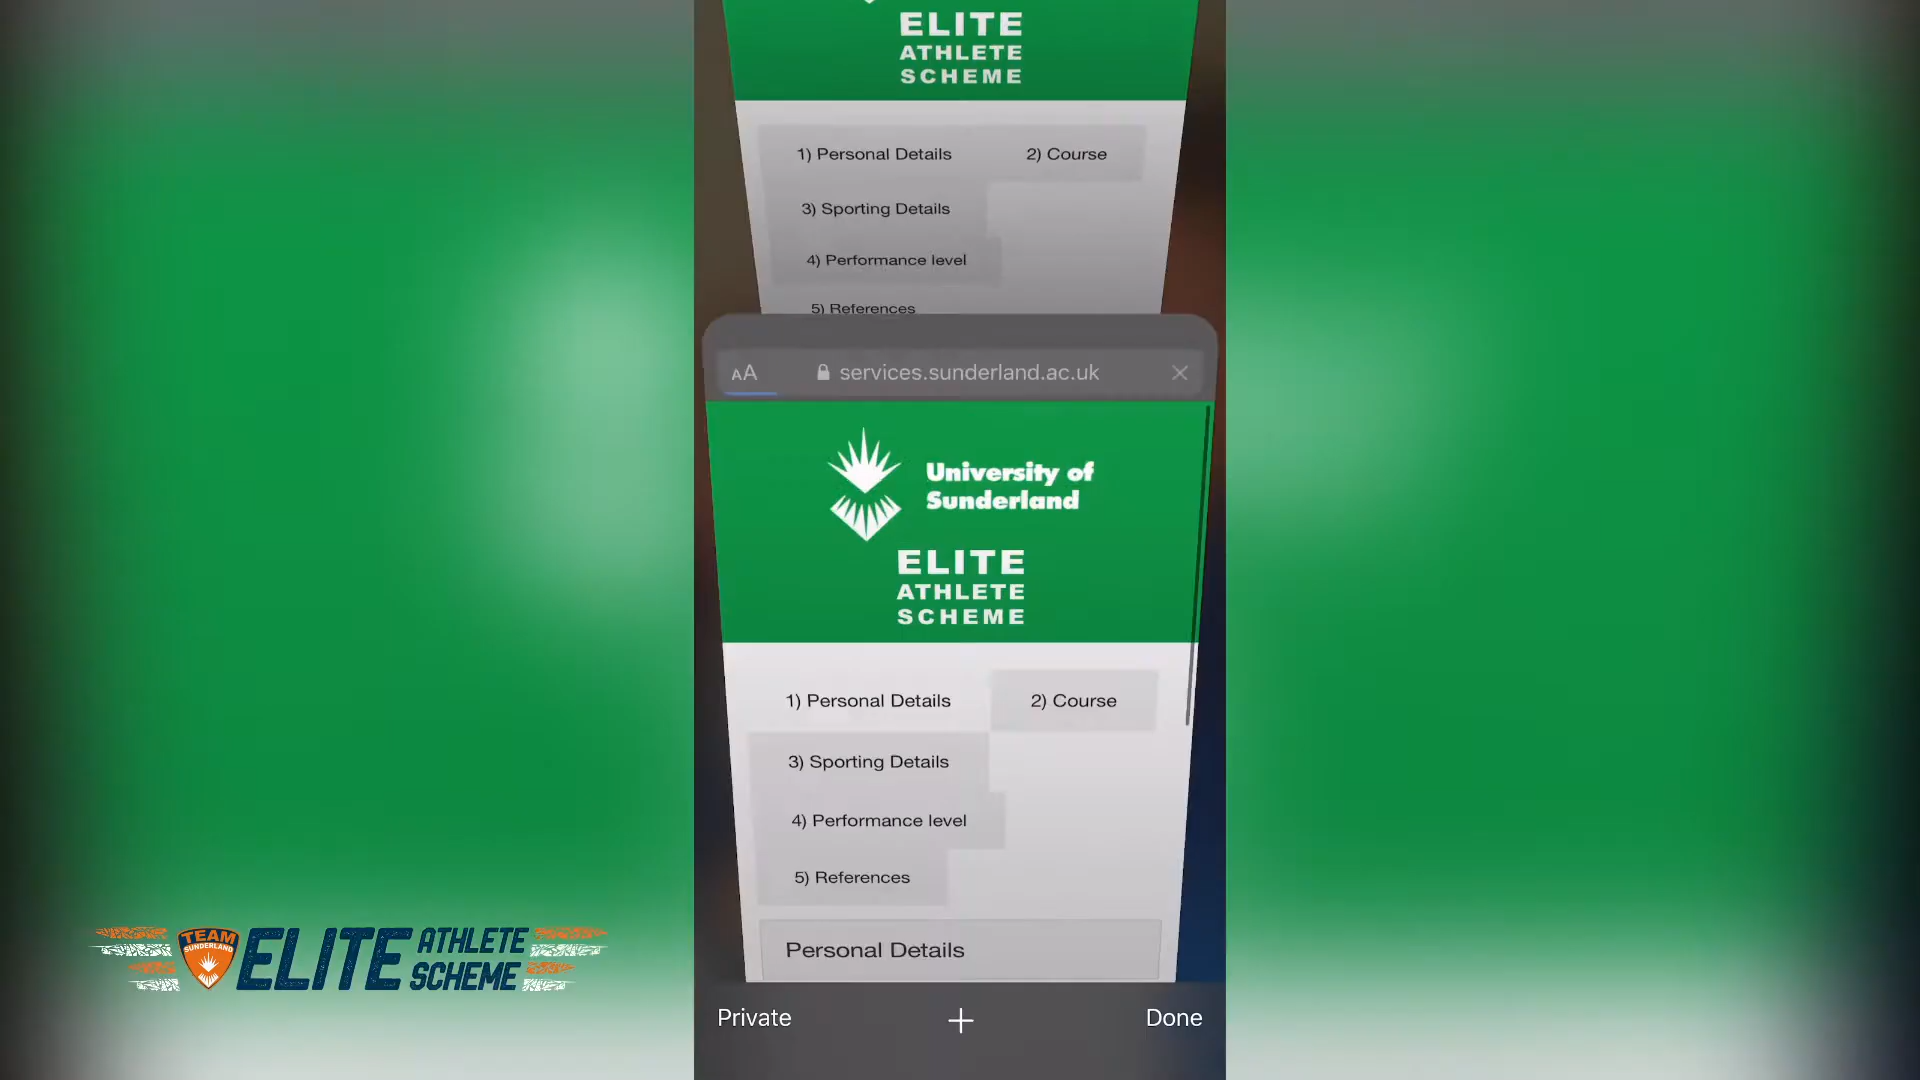 ELITE
ATHLETE
SCHEME
1) Personal Details
2) Course
3) Sporting Details
4) Performance level
5) References
AA
services.sunderland.ac.uk
University of
Sunderland
ELITE
ATHLETE
SCHEME
1) Personal Details
2) Course
3) Sporting Details
4) Performance level
5) References
Personal Details
TEAM
SUNDERLAND
ELITE
ATHLETE
SCHEME
Private
Done